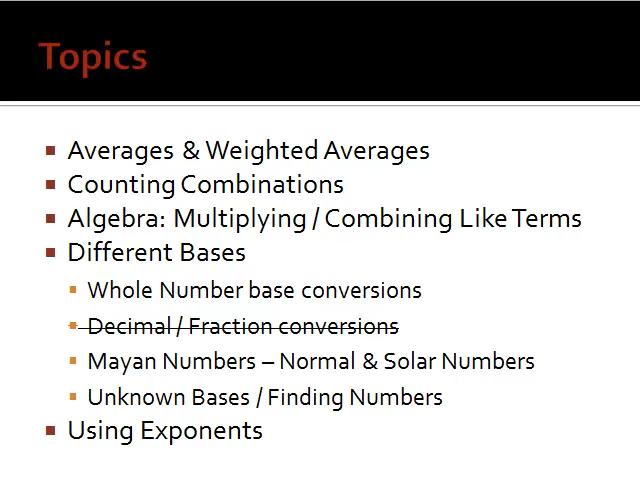 Topics
Averages & Weighted Averages
Counting Combinations
Algebra: Multiplying / Combining Like Terms
Different Bases
Whole Number base conversions
Decimal / Fraction conversions
Mayan Numbers – Normal & Solar Numbers
Unknown Bases / Finding Numbers
Using Exponents